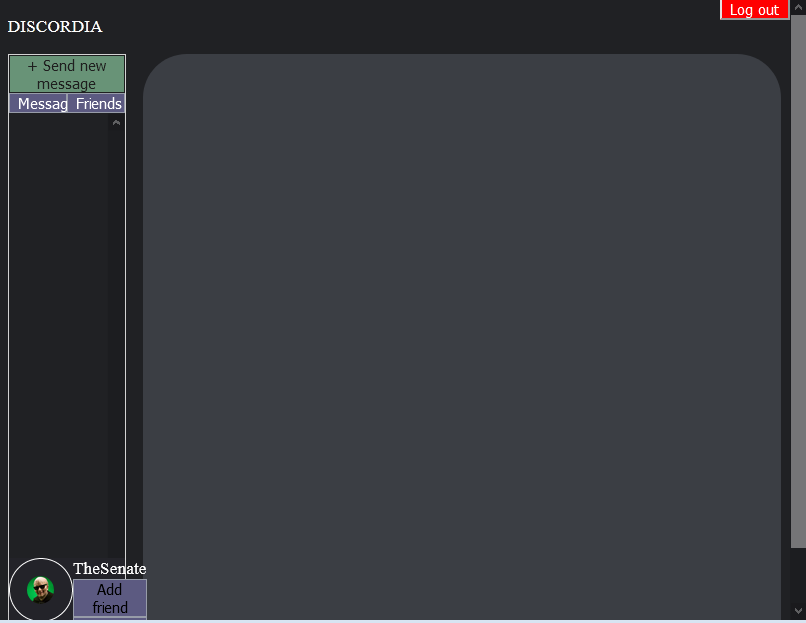 Log out
DISCORDIA
+ Send new
message
Messag
Friends
TheSenate
Add
friend